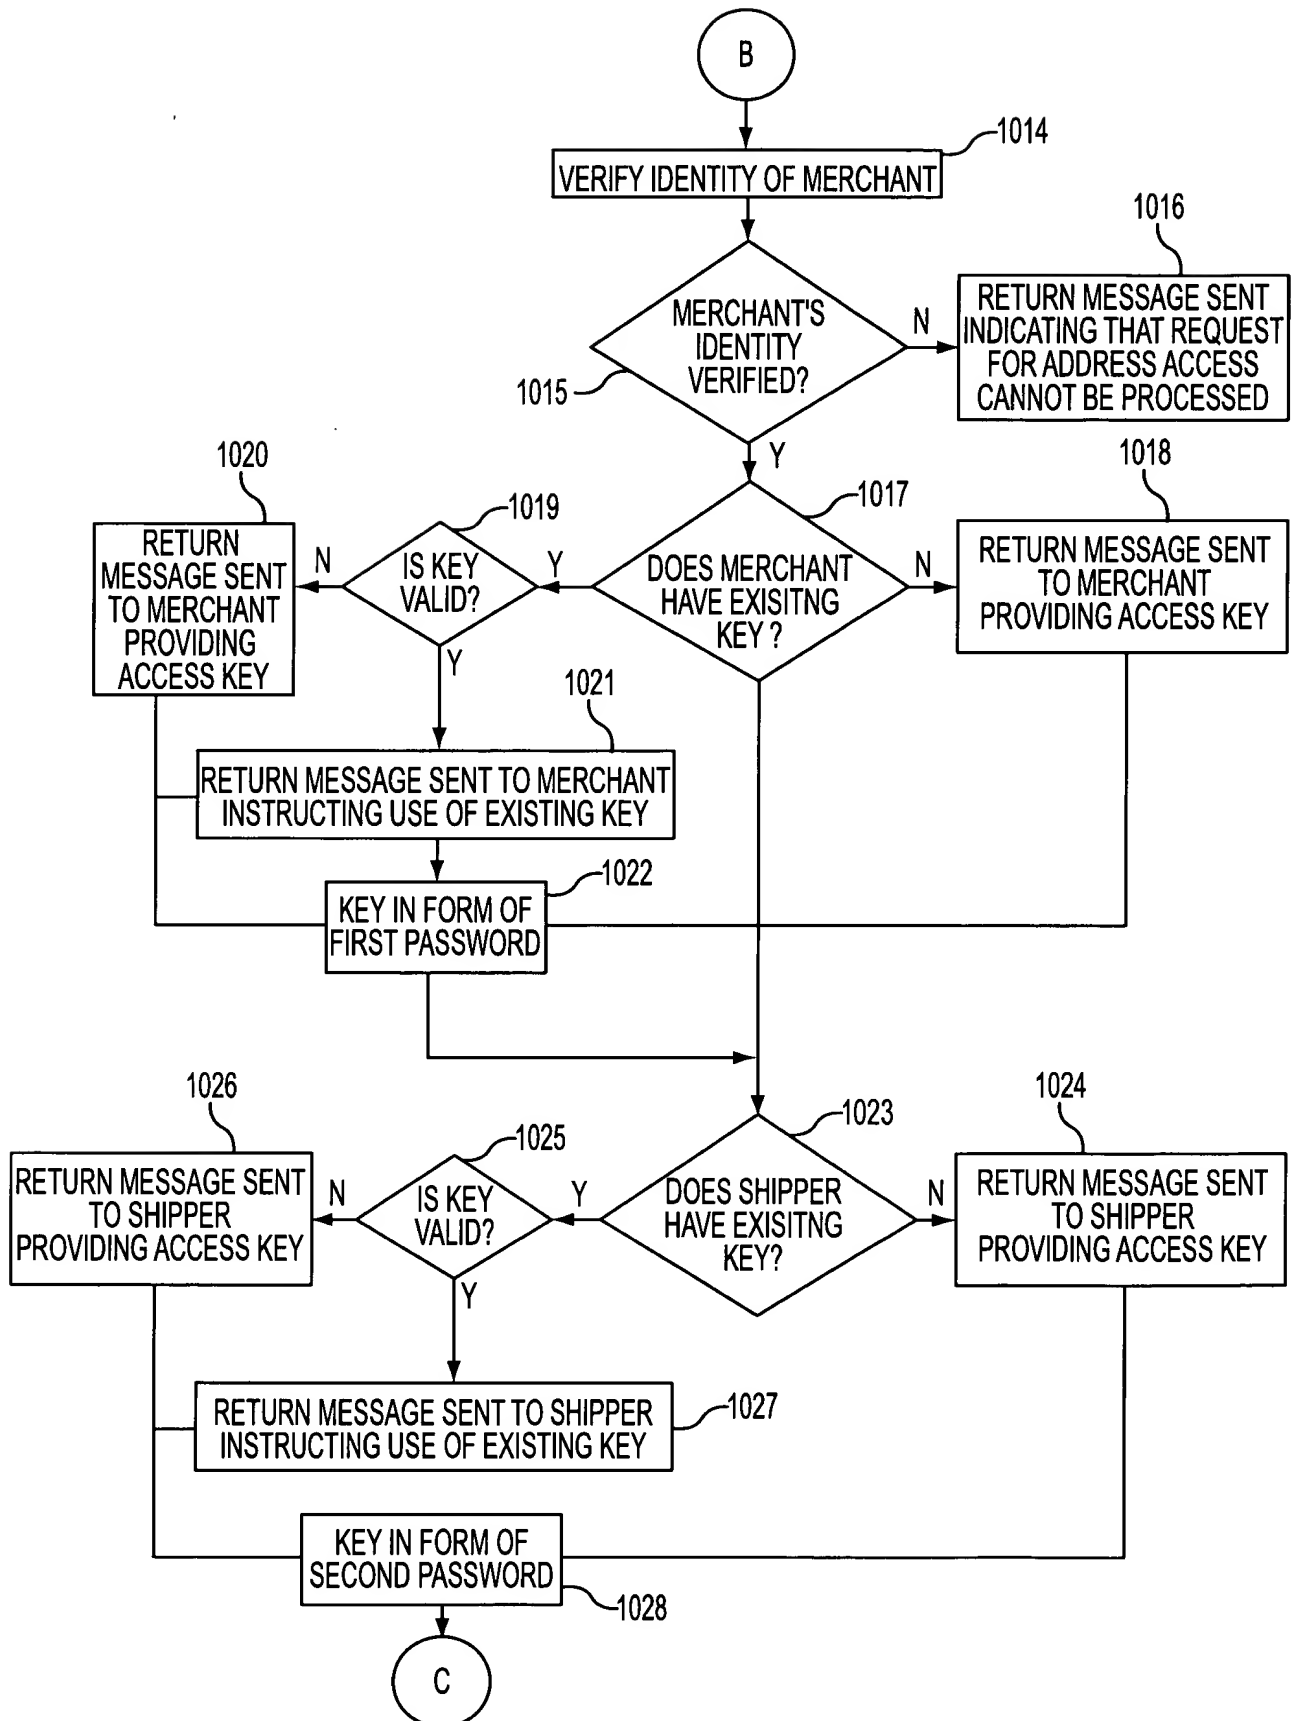 B
1014
VERIFY IDENTITY OF MERCHANT
1016
MERCHANT'S
IDENTITY
VERIFIED?
1015
N
RETURN MESSAGE SENT
INDICATING THAT REQUEST
FOR ADDRESS ACCESS
CANNOT BE PROCESSED
Y
1020
1019
1017
1018
RETURN
MESSAGE SENT
TO MERCHANT
PROVIDING
ACCESS KEY
N
IS KEY
VALID?
Y
DOES MERCHANT
HAVE EXISITNG
KEY ?
N
RETURN MESSAGE SENT
TO MERCHANT
PROVIDING ACCESS KEY
Y
1021
RETURN MESSAGE SENT TO MERCHANT
INSTRUCTING USE OF EXISTING KEY
1022
KEY IN FORM OF
FIRST PASSWORD
1026
1025
1023
1024
RETURN MESSAGE SENT
TO SHIPPER
PROVIDING ACCESS KEY
N
IS KEY
VALID?
Y
DOES SHIPPER
HAVE EXISITNG
KEY?
N
RETURN MESSAGE SENT
TO SHIPPER
PROVIDING ACCESS KEY
Y
RETURN MESSAGE SENT TO SHIPPER
INSTRUCTING USE OF EXISTING KEY
1027
KEY IN FORM OF
SECOND PASSWORD
1028
C